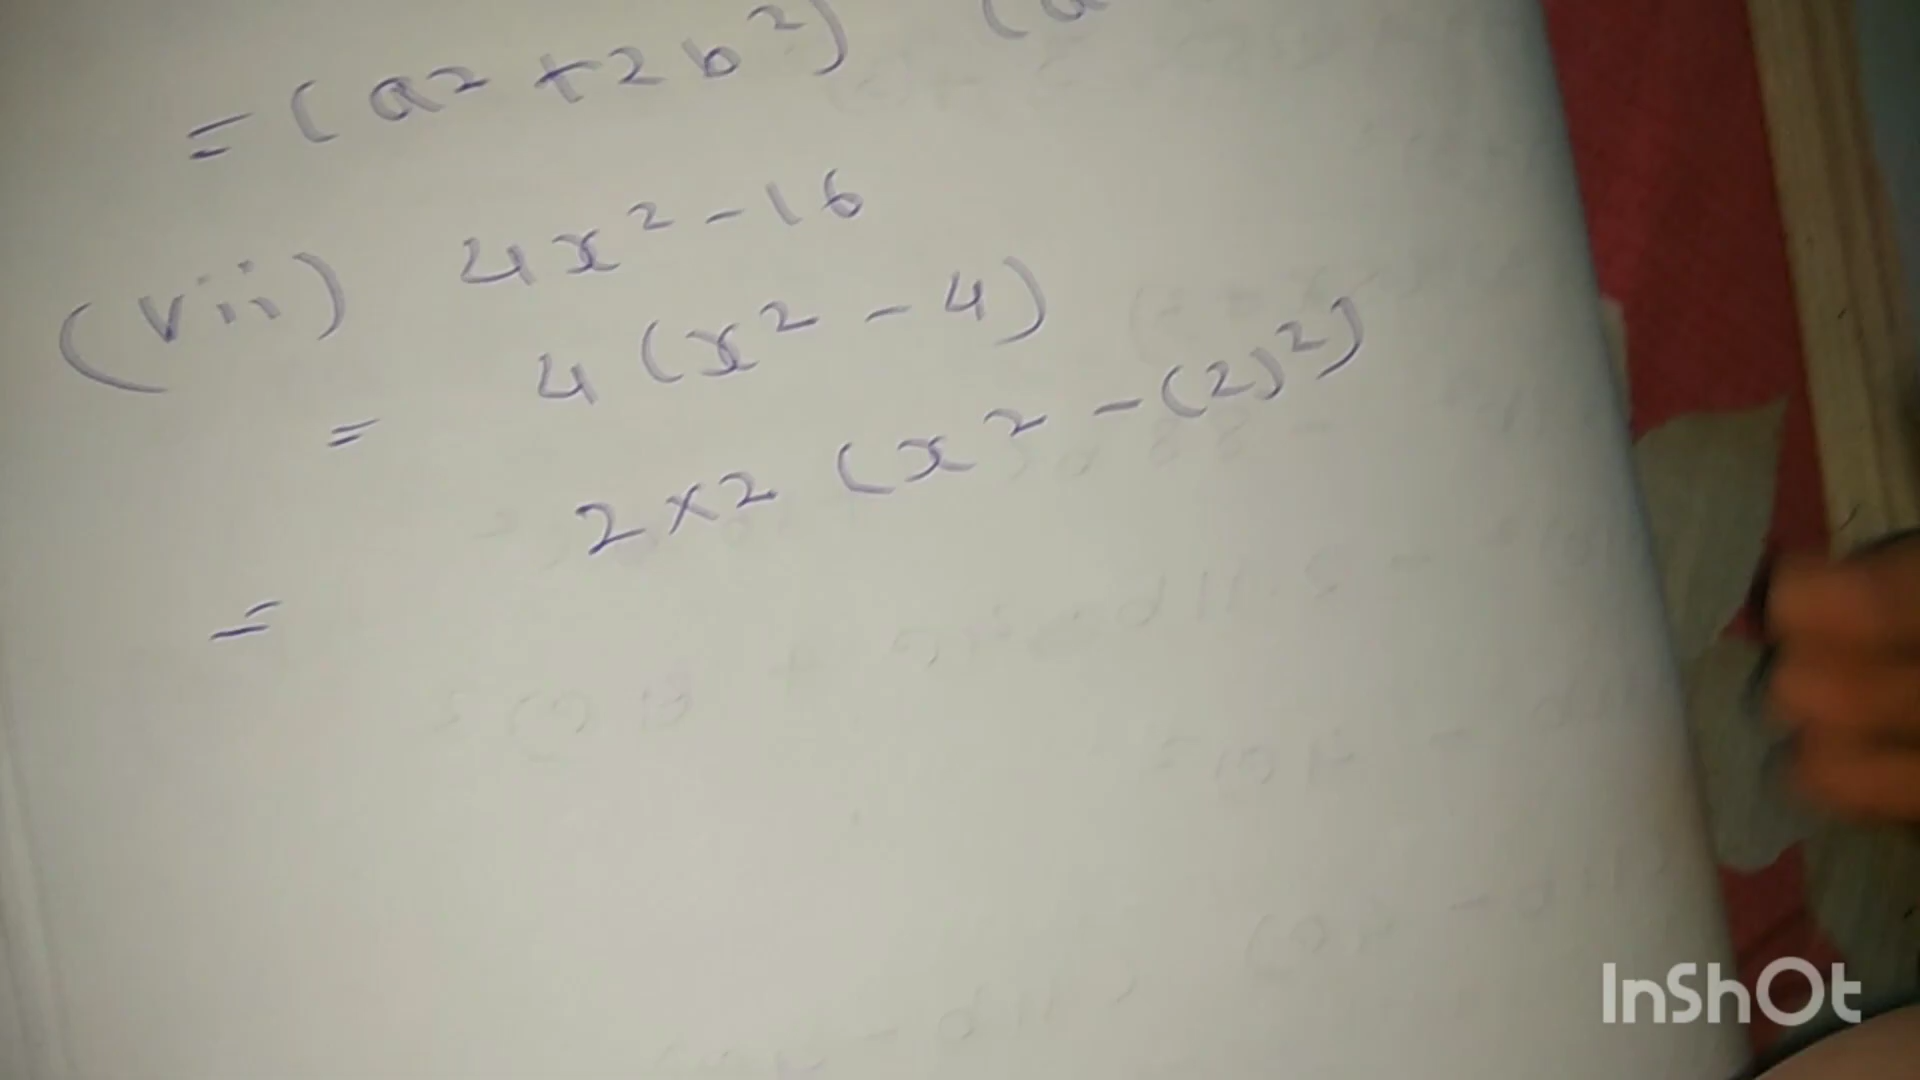 = (a2 + 2b²) (a
(vii) 4x² - 16
= 4 (x² - 4)
2 × 2 (x² - (2)²)
=
InShOt